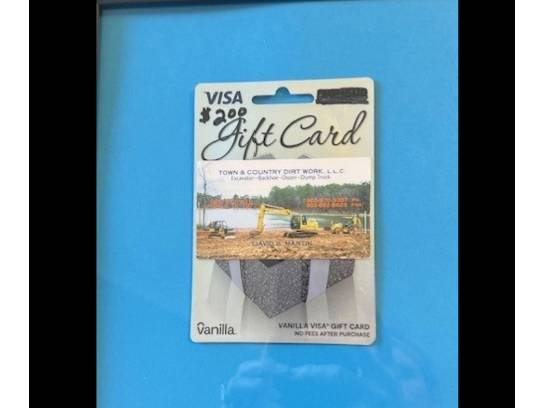 VISA
$200
Gift Card
TOWN & COUNTRY DIRT WORK, L.L.C.
Excavator--Backhoe--Dozer--Dump Truck
DAVID B. MARTIN
vanilla
VANILLA VISA® GIFT CARD
NO FEES AFTER PURCHASE